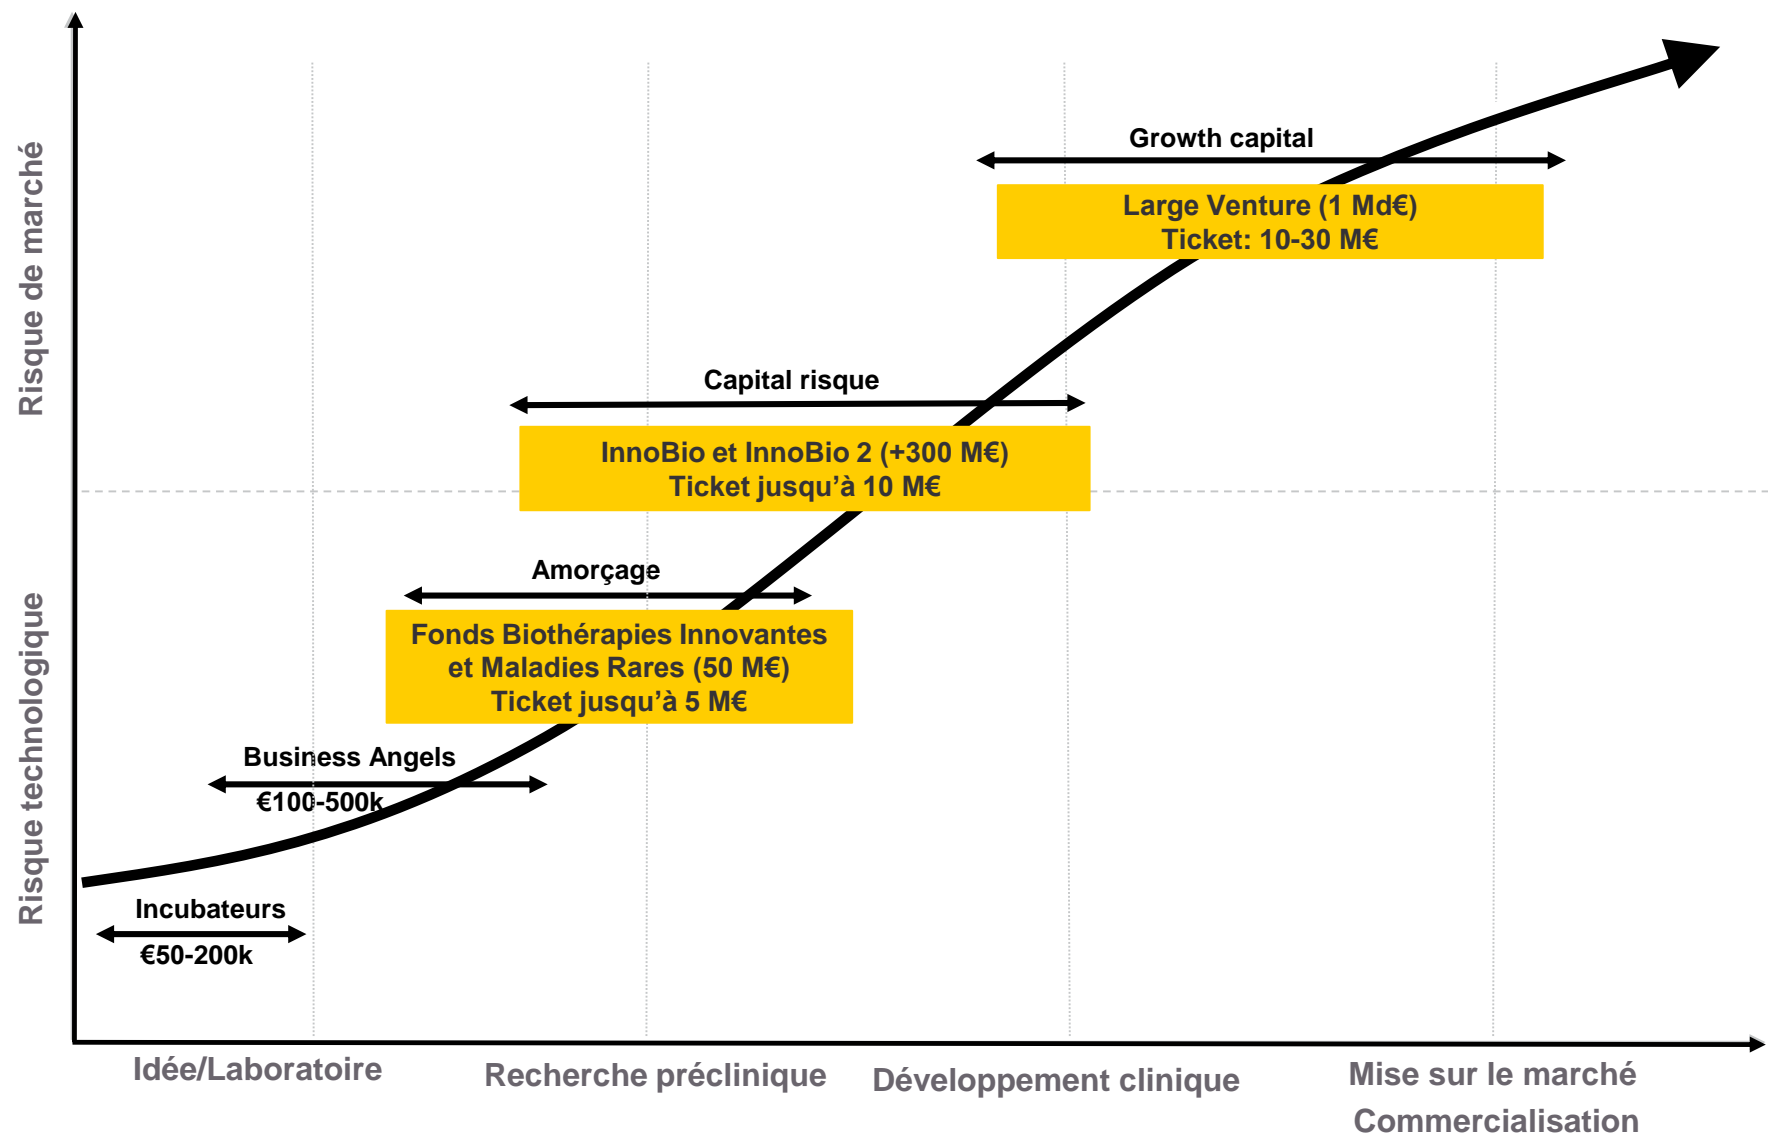 Risque de marché
Risque technologique
Growth capital
Large Venture (1 Md€)
Ticket: 10-30 M€
Capital risque
InnoBio et InnoBio 2 (+300 M€)
Ticket jusqu’à 10 M€
Amorçage
Fonds Biothérapies Innovantes
et Maladies Rares (50 M€)
Ticket jusqu’à 5 M€
Business Angels
€100-500k
Incubateurs
€50-200k
Idée/Laboratoire
Recherche préclinique
Développement clinique
Mise sur le marché
Commercialisation